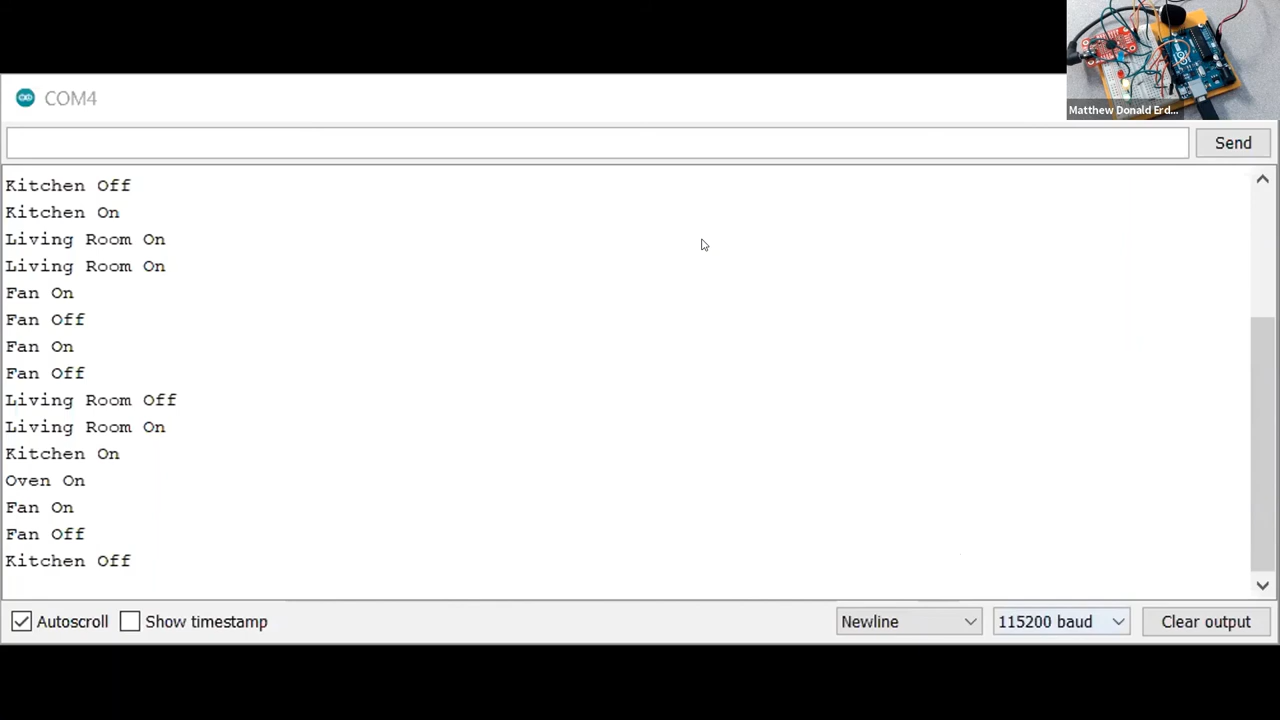 COM4
Matthew Donald Erd...
Send
Kitchen Off
Kitchen On
Living Room On
Living Room On
Fan On
Fan Off
Fan On
Fan Off
Living Room Off
Living Room On
Kitchen On
Oven On
Fan On
Fan Off
Kitchen Off
Autoscroll Show timestamp Newline 115200 baud Clear output